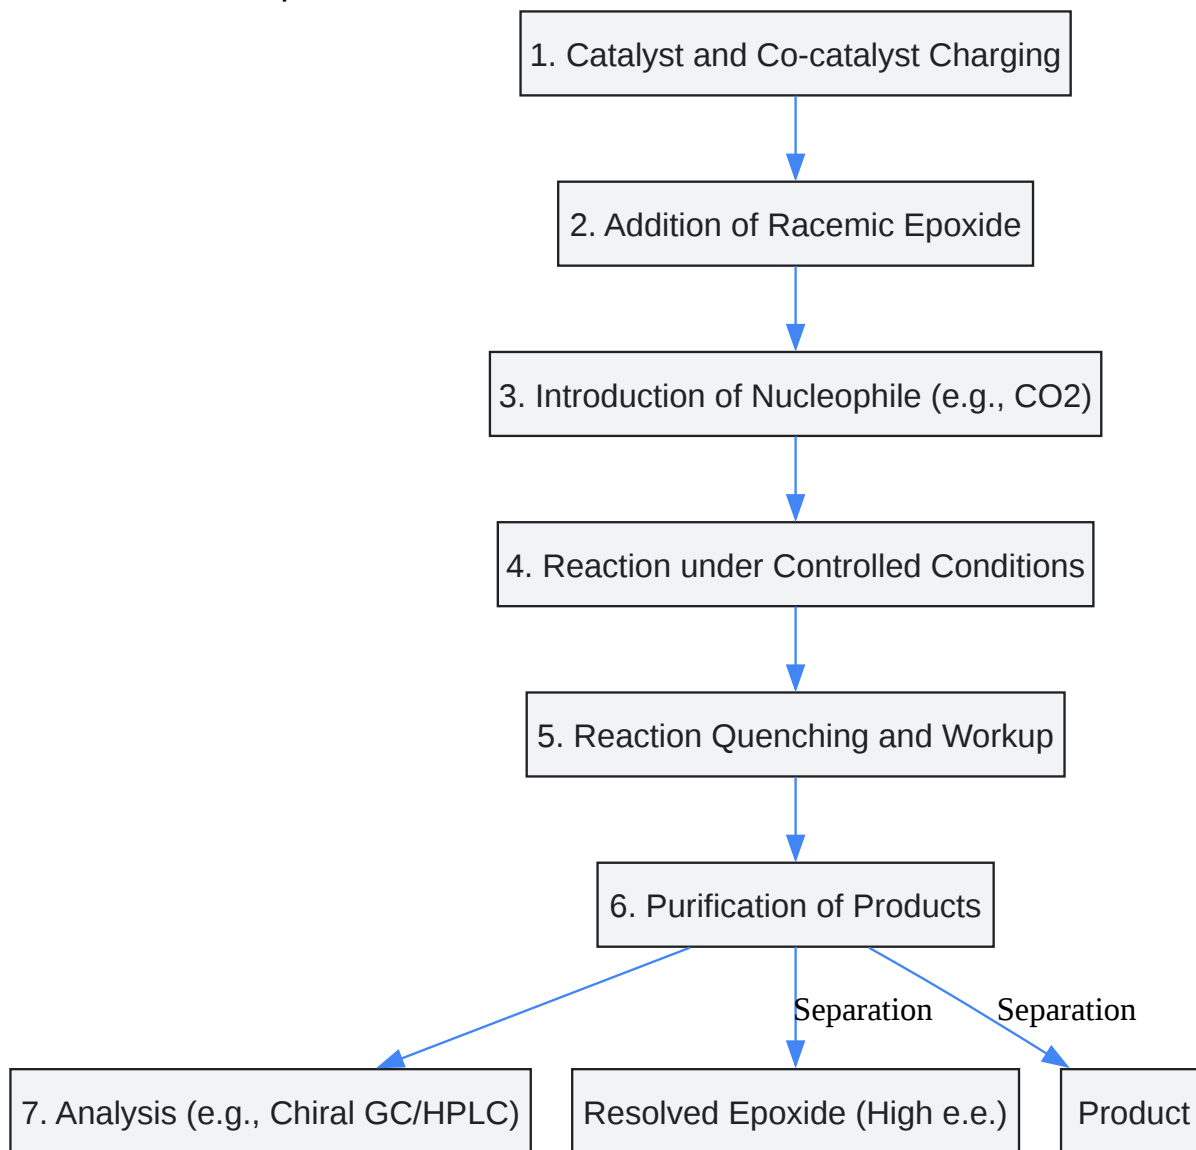 1. Catalyst and Co-catalyst Charging
2. Addition of Racemic Epoxide
3. Introduction of Nucleophile (e.g., CO2)
4. Reaction under Controlled Conditions
5. Reaction Quenching and Workup
6. Purification of Products
Separation
Separation
7. Analysis (e.g., Chiral GC/HPLC)
Resolved Epoxide (High e.e.)
Product